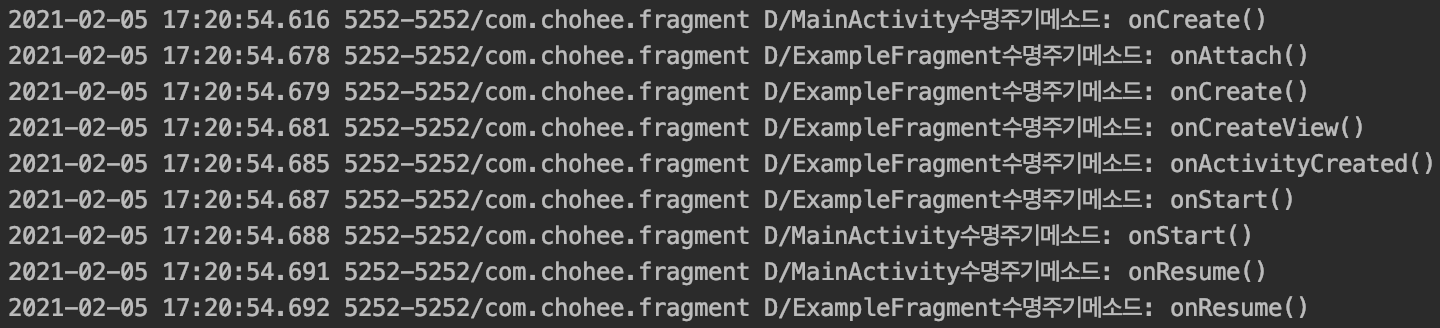 2021-02-05 17:20:54.616 5252-5252/com.chohee.fragment D/MainActivity수명주기메소드: onCreate()
2021-02-05 17:20:54.678 5252-5252/com.chohee.fragment D/ExampleFragment수명주기메소드: onAttach()
2021-02-05 17:20:54.679 5252-5252/com.chohee.fragment D/ExampleFragment수명주기메소드: onCreate()
2021-02-05 17:20:54.681 5252-5252/com.chohee.fragment D/ExampleFragment수명주기메소드: onCreateView()
2021-02-05 17:20:54.685 5252-5252/com.chohee.fragment D/ExampleFragment수명주기메소드: onActivityCreated()
2021-02-05 17:20:54.687 5252-5252/com.chohee.fragment D/ExampleFragment수명주기메소드: onStart()
2021-02-05 17:20:54.688 5252-5252/com.chohee.fragment D/MainActivity수명주기메소드: onStart()
2021-02-05 17:20:54.691 5252-5252/com.chohee.fragment D/MainActivity수명주기메소드: onResume()
2021-02-05 17:20:54.692 5252-5252/com.chohee.fragment D/ExampleFragment수명주기메소드: onResume()